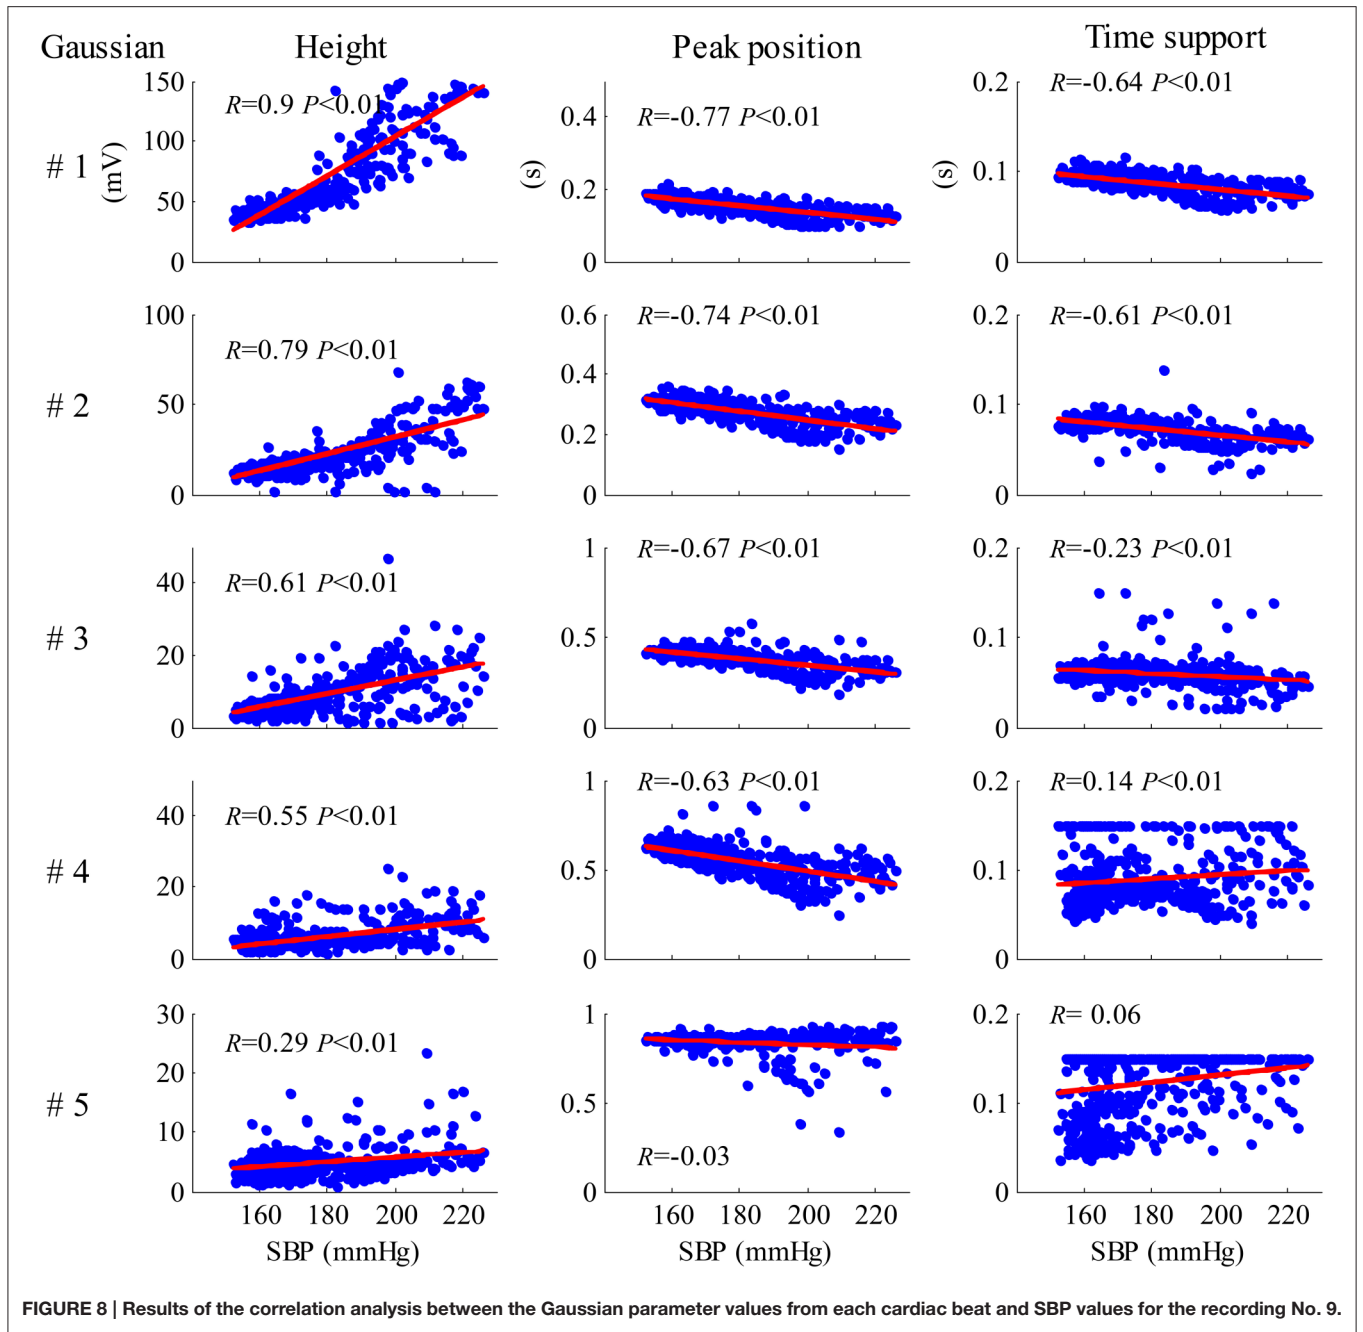 Gaussian Height Peak position Time support
# 1
(mV)
150
100
50
0
R=0.9 P<0.01
(s)
0.4
0.2
0
R=-0.77 P<0.01
(s)
0.2
0.1
0
R=-0.64 P<0.01
# 2
100
50
0
R=0.79 P<0.01
0.6
0.4
0.2
0
R=-0.74 P<0.01
0.2
0.1
0
R=-0.61 P<0.01
# 3
40
20
0
R=0.61 P<0.01
1
0.5
0
R=-0.67 P<0.01
0.2
0.1
0
R=-0.23 P<0.01
# 4
40
20
0
R=0.55 P<0.01
1
0.5
0
R=-0.63 P<0.01
0.2
0.1
0
R=0.14 P<0.01
# 5
30
20
10
0
R=0.29 P<0.01
1
0.5
0
R=-0.03
0.2
0.1
0
R= 0.06
160 180 200 220
SBP (mmHg)
160 180 200 220
SBP (mmHg)
160 180 200 220
SBP (mmHg)
FIGURE 8 | Results of the correlation analysis between the Gaussian parameter values from each cardiac beat and SBP values for the recording No. 9.